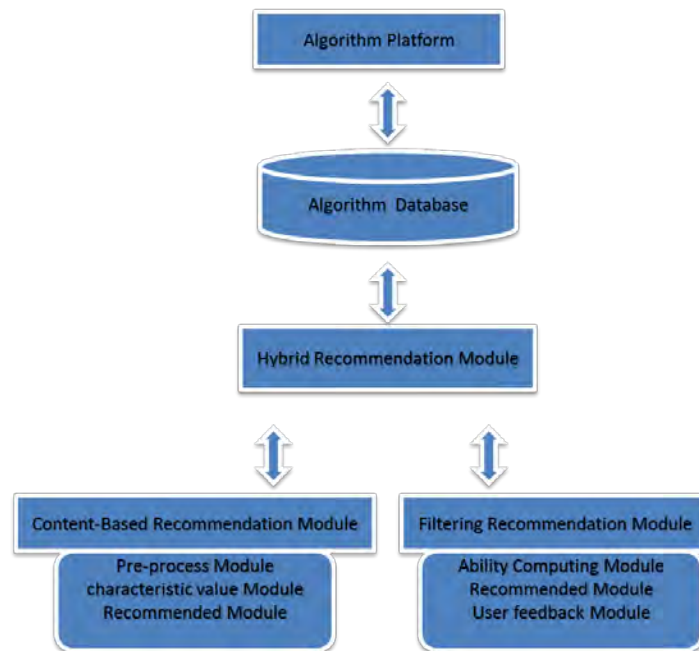 Algorithm Platform
Algorithm Database
Hybrid Recommendation Module
Content-Based Recommendation Module
Pre-process Module
characteristic value Module
Recommended Module
Filtering Recommendation Module
Ability Computing Module
Recommended Module
User feedback Module